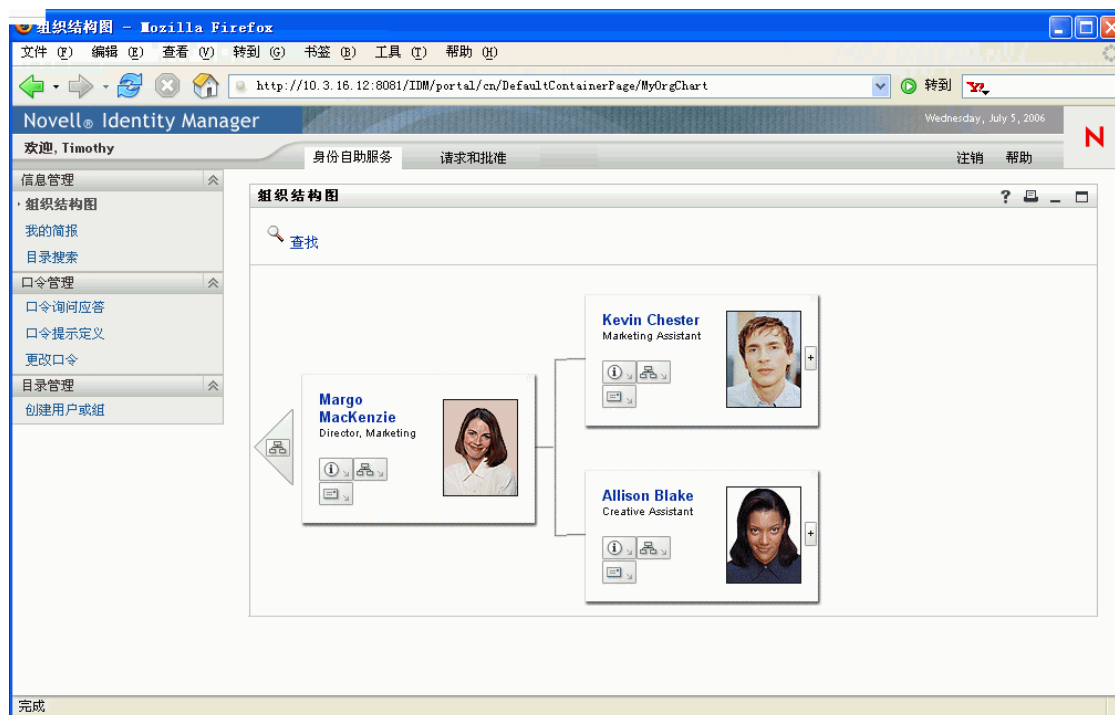 组织结构图 - Mozilla Firefox
文件 (F) 编辑 (E) 查看 (V) 转到 (G) 书签 (B) 工具 (T) 帮助 (H)
http://10.3.16.12:8081/IDM/portal/cn/DefaultContainerPage/MyOrgChart
转到
Novell® Identity Manager
Wednesday, July 5, 2006
N
欢迎, Timothy
身份自助服务
请求和批准
注销 帮助
信息管理
组织结构图
我的简报
目录搜索
口令管理
口令询问应答
口令提示定义
更改口令
目录管理
创建用户或组
组织结构图
查找
Margo
MacKenzie
Director, Marketing
Kevin Chester
Marketing Assistant
Allison Blake
Creative Assistant
完成